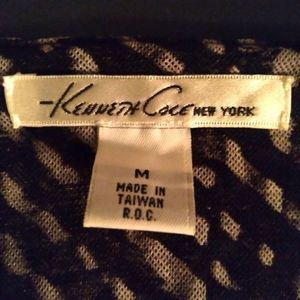 Kenneth Cole NEW YORK
M
MADE IN
TAIWAN
R.O.C.